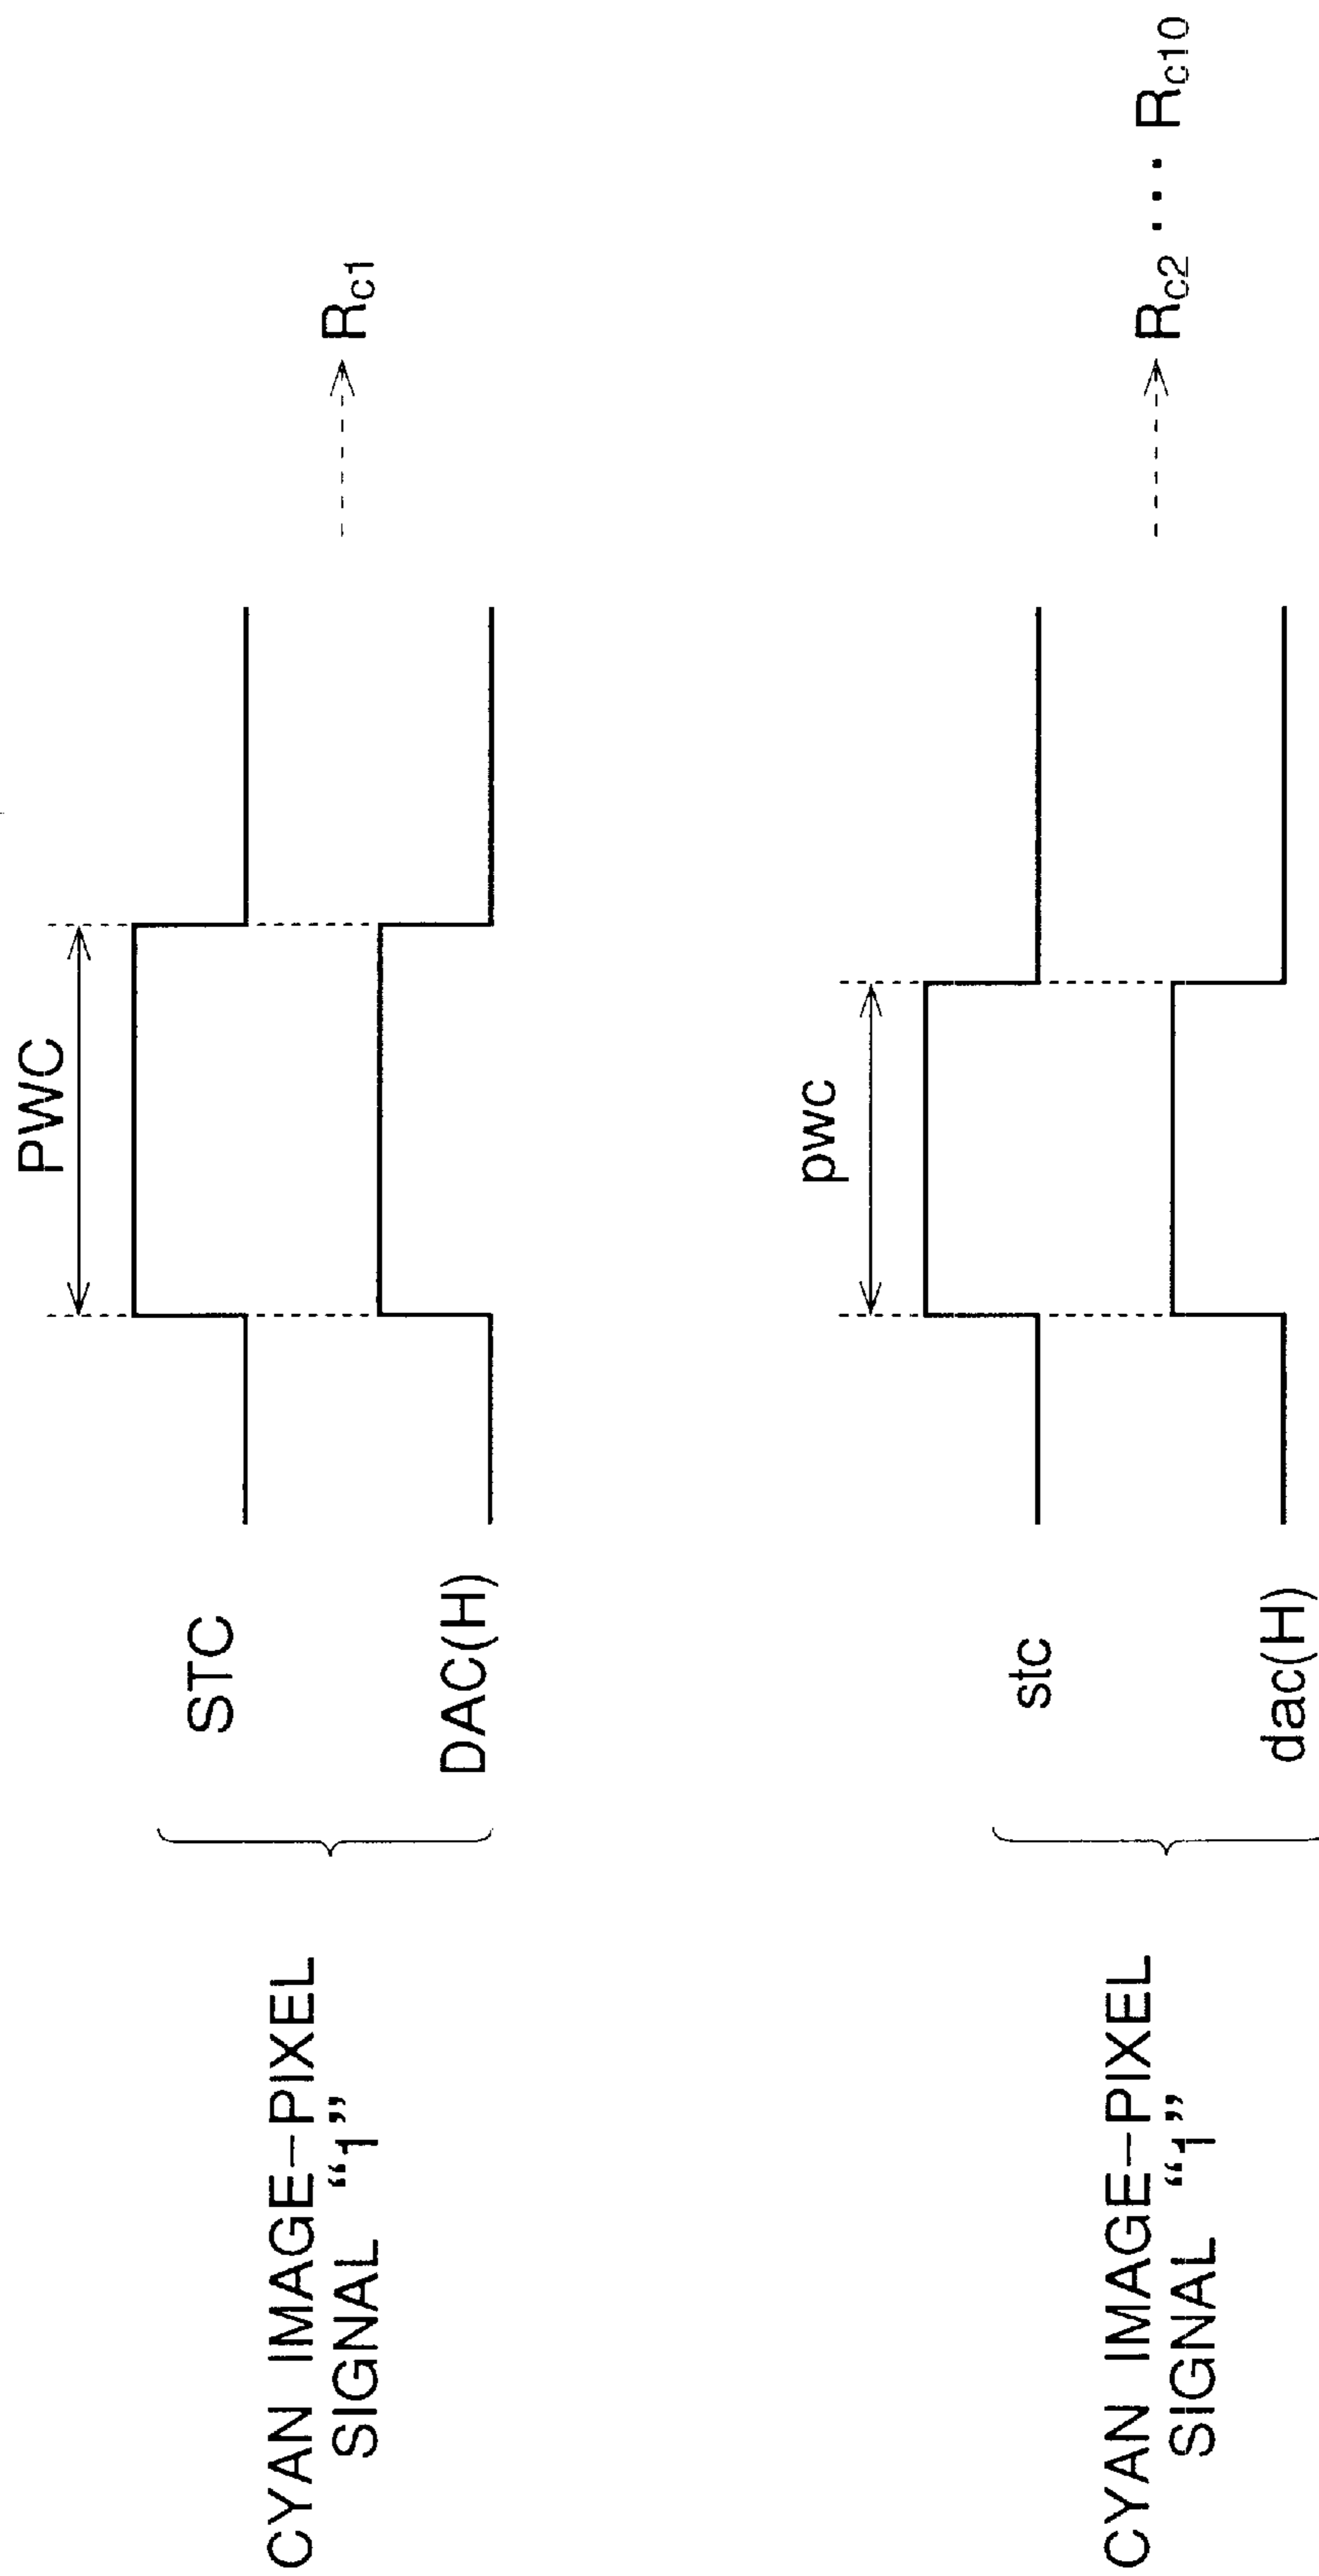 PWC
CYAN IMAGE-PIXEL
SIGNAL "1"
STC
DAC(H)
Rc1
pwc
CYAN IMAGE-PIXEL
SIGNAL "1"
stc
dac(H)
Rc2 ··· Rc10